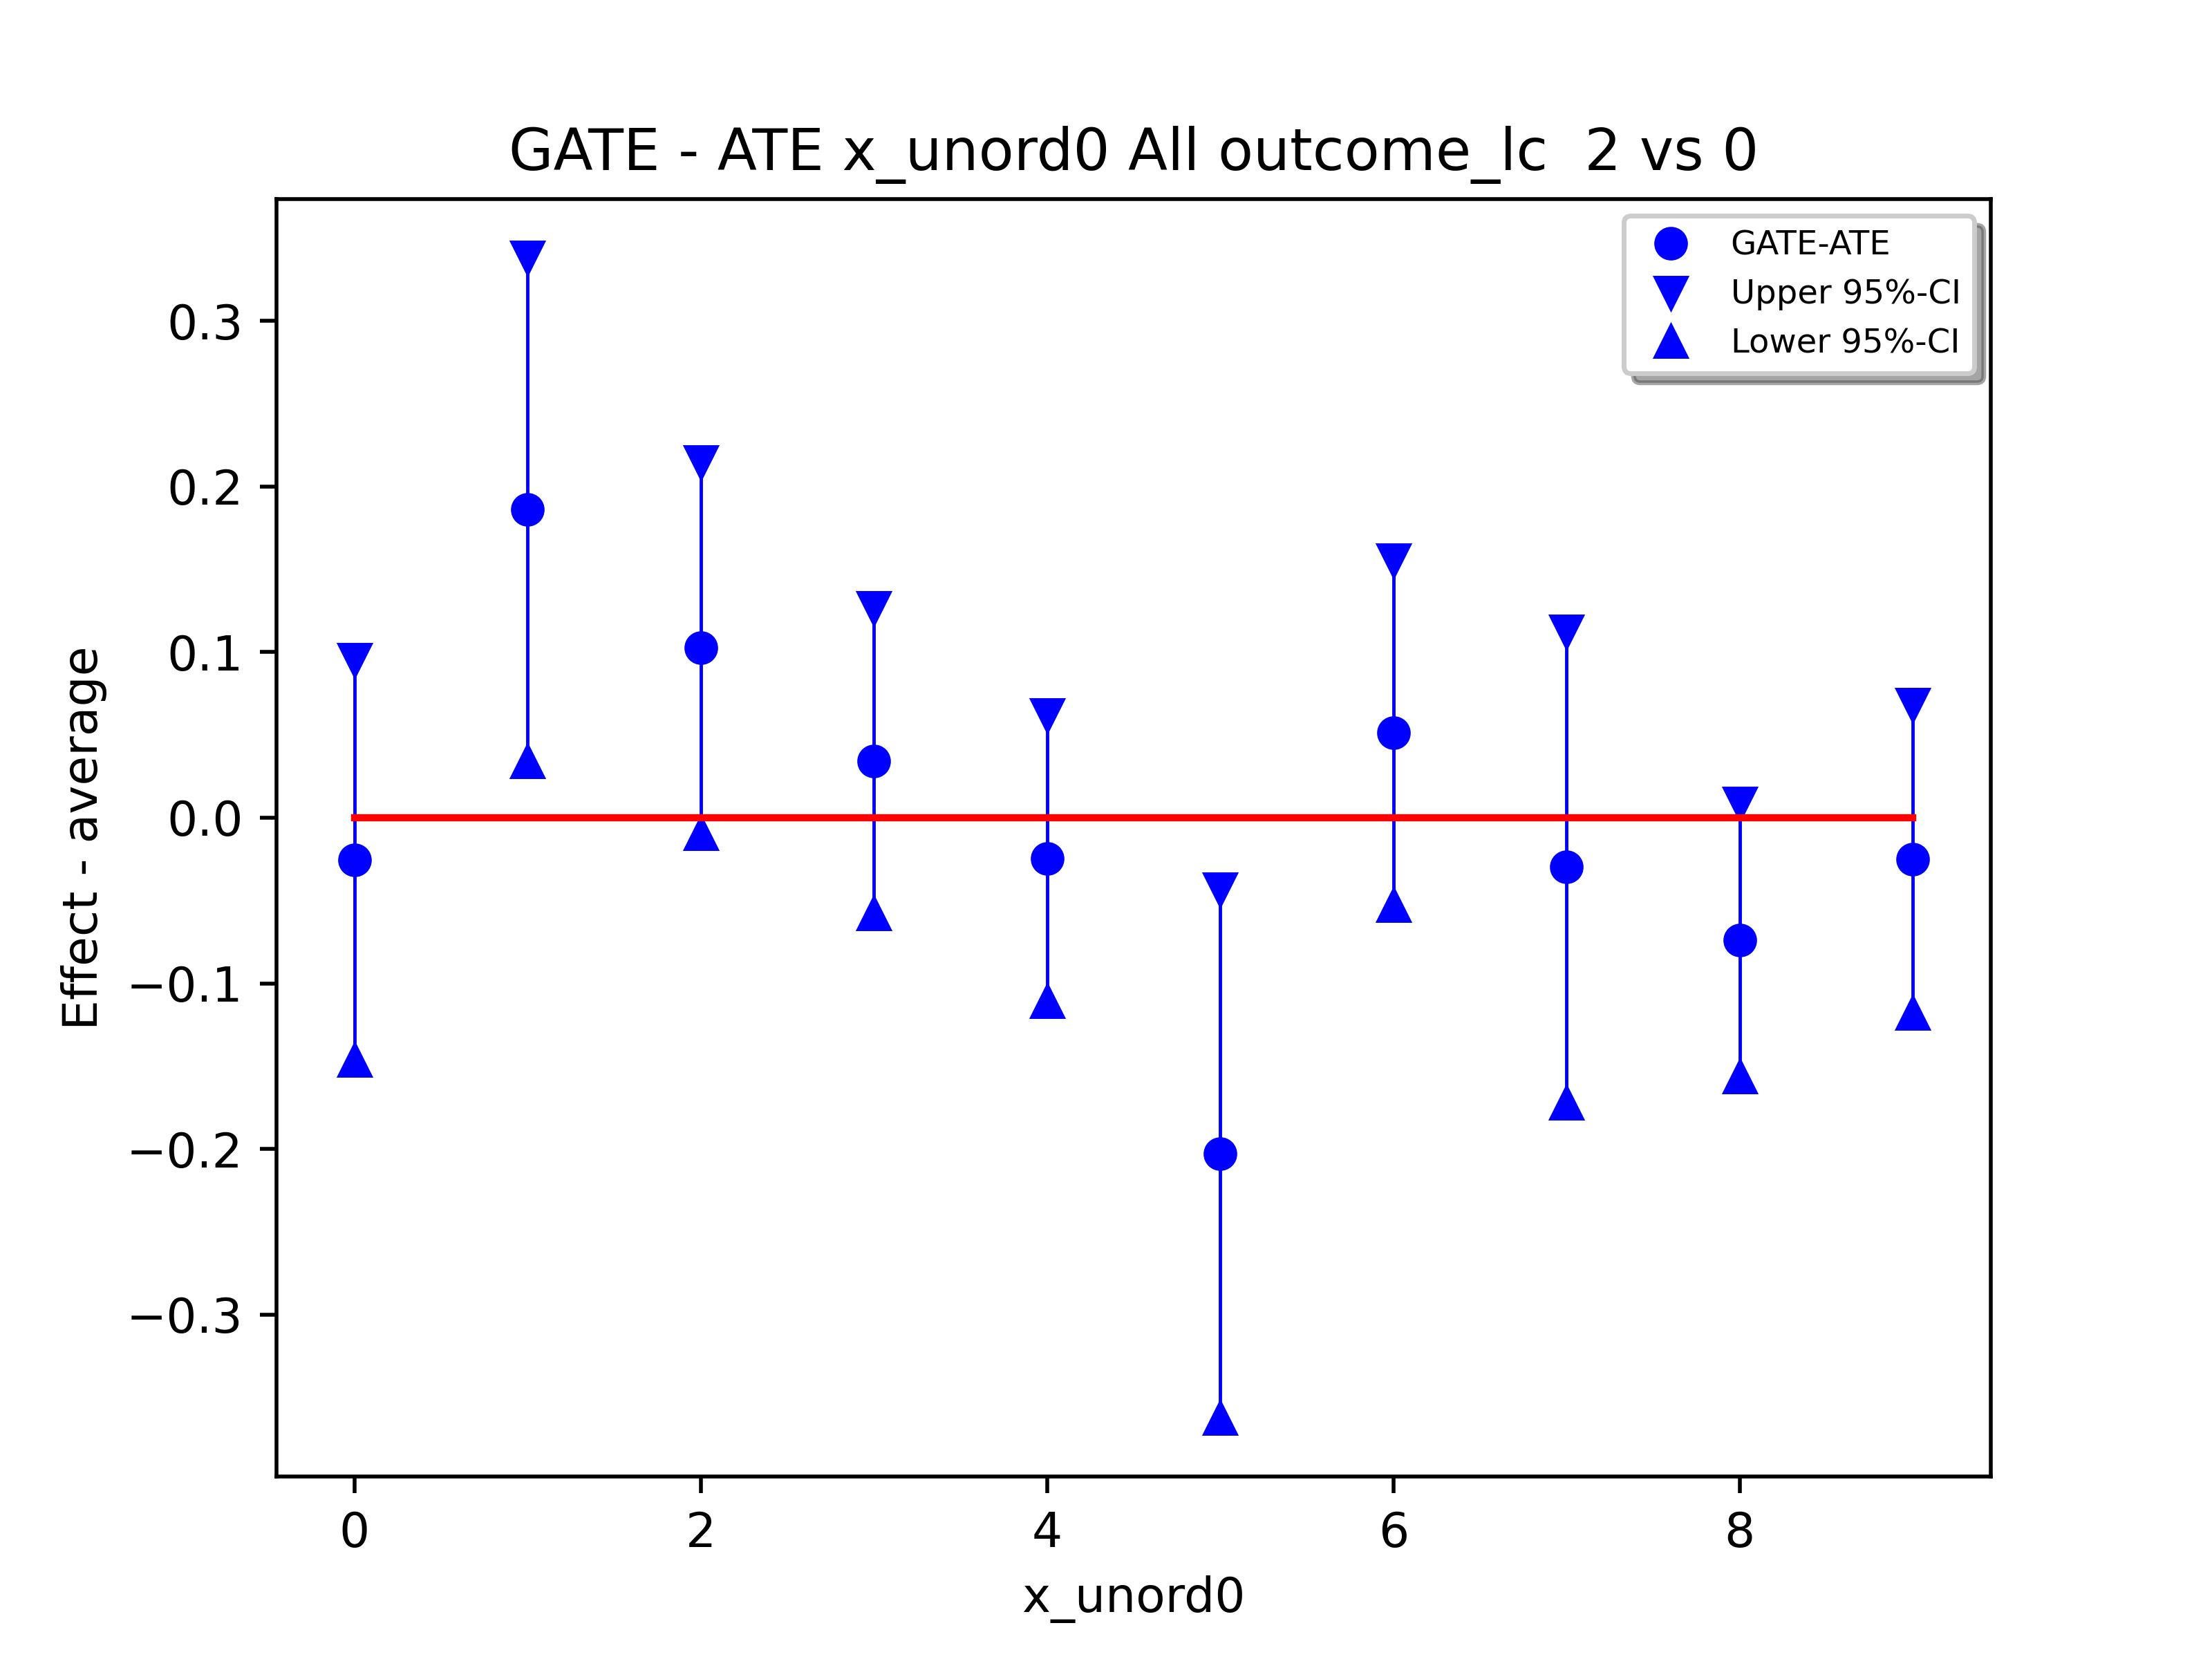 GATE - ATE x_unord0 All outcome_lc  2 vs 0
GATE-ATE
Upper 95%-CI
Lower 95%-CI
Effect - average
0.3
0.2
0.1
0.0
−0.1
−0.2
−0.3
0 2 4 6 8
x_unord0